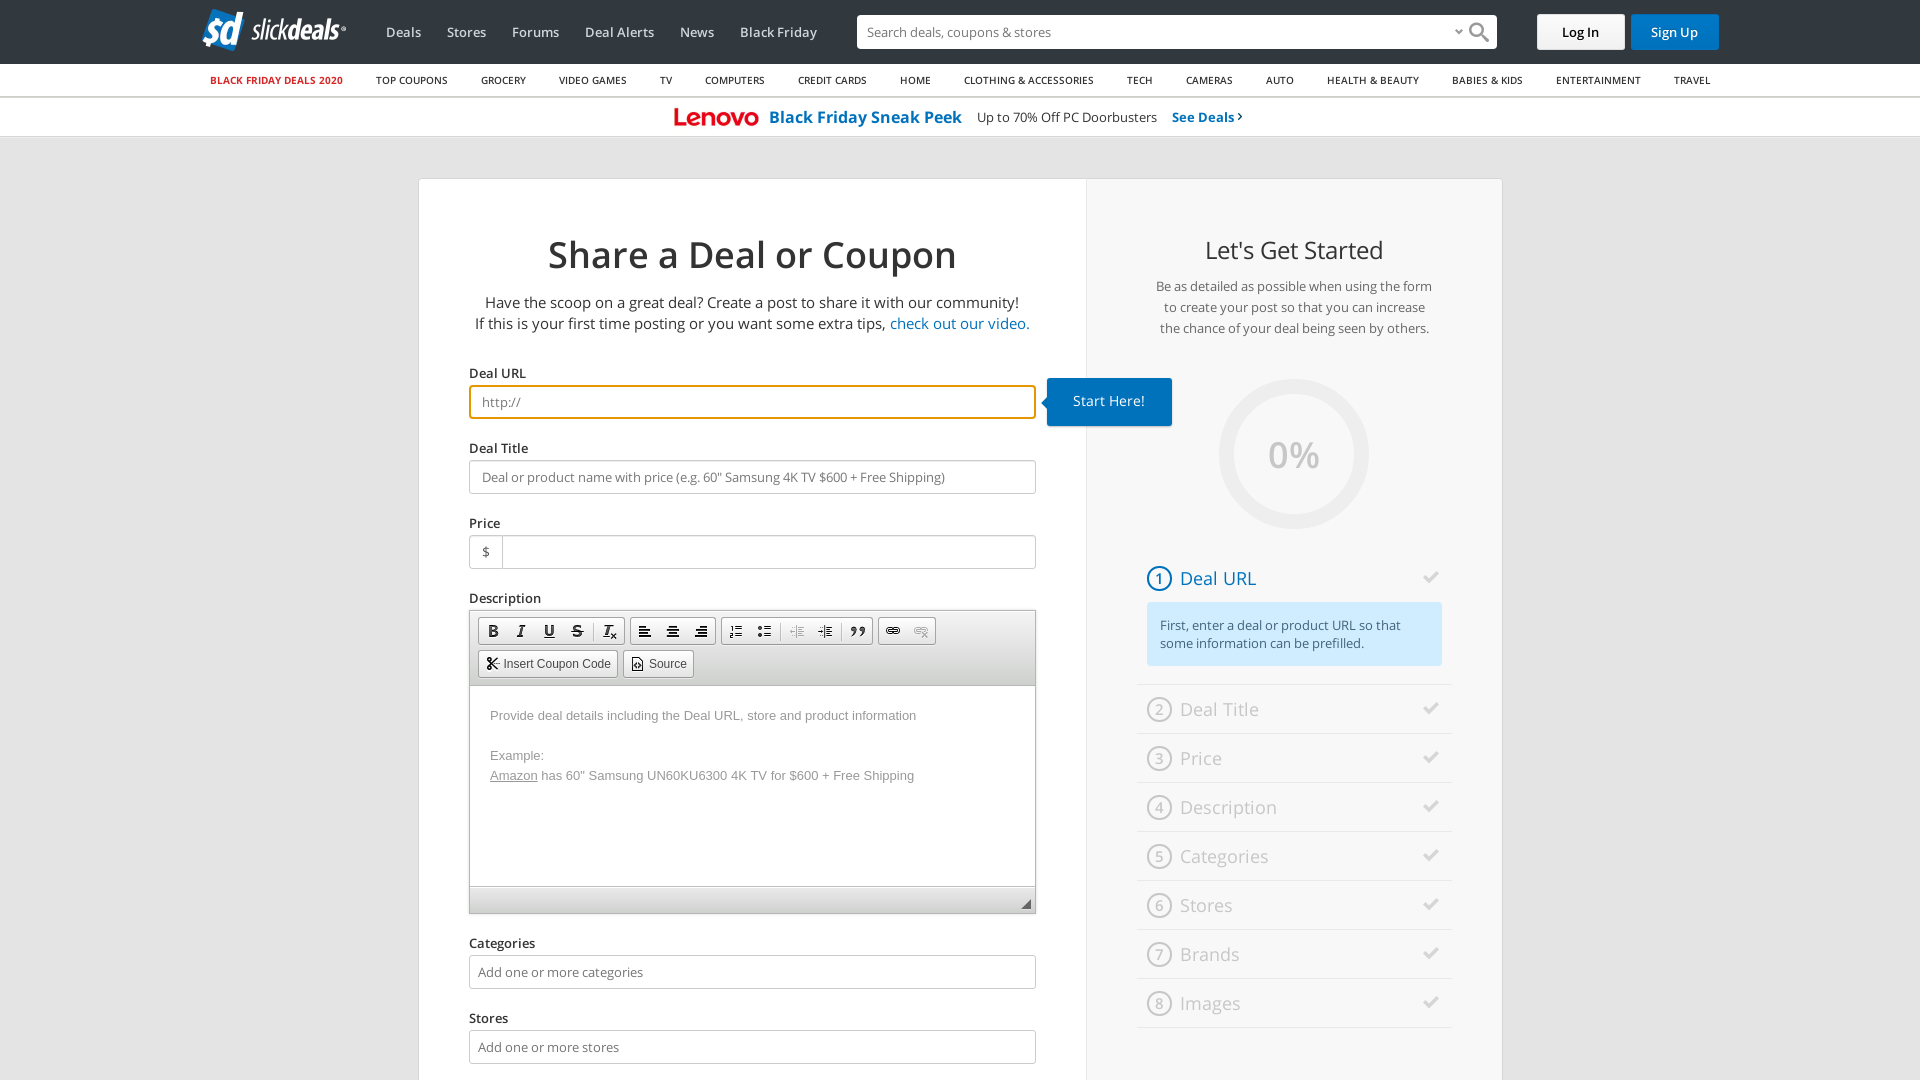 sd slickdeals
Deals Stores Forums Deal Alerts News Black Friday
Search deals, coupons & stores
Log In Sign Up
BLACK FRIDAY DEALS 2020 TOP COUPONS GROCERY VIDEO GAMES TV COMPUTERS CREDIT CARDS HOME CLOTHING & ACCESSORIES TECH CAMERAS AUTO HEALTH & BEAUTY BABIES & KIDS ENTERTAINMENT TRAVEL
Lenovo Black Friday Sneak Peek Up to 70% Off PC Doorbusters See Deals
Share a Deal or Coupon
Have the scoop on a great deal? Create a post to share it with our community!
If this is your first time posting or you want some extra tips, check out our video.
Deal URL
http://
Start Here!
Deal Title
Deal or product name with price (e.g. 60" Samsung 4K TV $600 + Free Shipping)
Price
$
Description
Insert Coupon Code Source
Provide deal details including the Deal URL, store and product information
Example:
Amazon has 60" Samsung UN60KU6300 4K TV for $600 + Free Shipping
Categories
Add one or more categories
Stores
Add one or more stores
Let's Get Started
Be as detailed as possible when using the form
to create your post so that you can increase
the chance of your deal being seen by others.
0%
1 Deal URL
First, enter a deal or product URL so that
some information can be prefilled.
2 Deal Title
3 Price
4 Description
5 Categories
6 Stores
7 Brands
8 Images